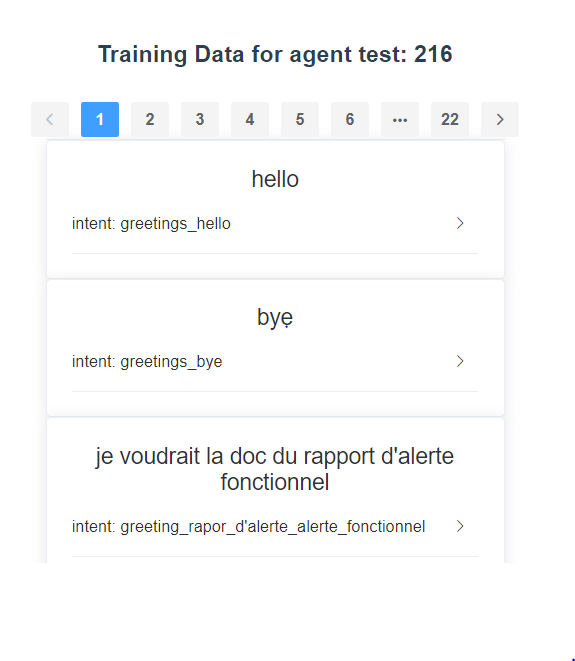 Training Data for agent test: 216
1 2 3 4 5 6 ••• 22
hello
intent: greetings_hello
bye
intent: greetings_bye
je voudrait la doc du rapport d'alerte
fonctionnel
intent: greeting_rapor_d'alerte_alerte_fonctionnel